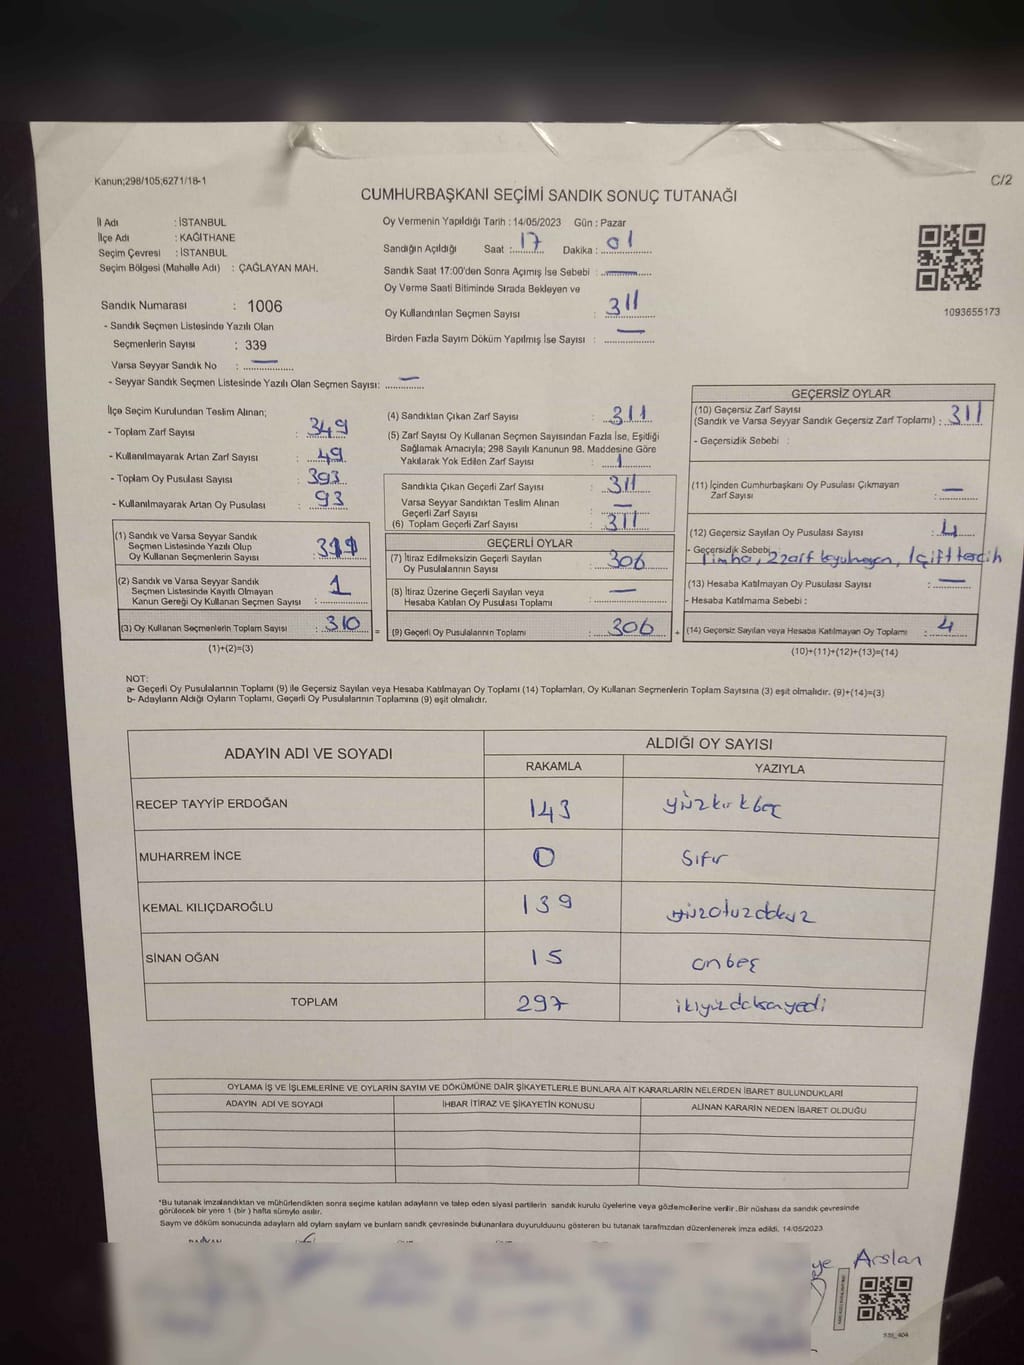 Kanun;298/105;6271/18-1
C/2
CUMHURBAŞKANI SEÇİMİ SANDIK SONUÇ TUTANAĞI
İl Adı : İSTANBUL
İlçe Adı : KAĞITHANE
Seçim Çevresi : İSTANBUL
Seçim Bölgesi (Mahalle Adı) : ÇAĞLAYAN MAH.
Oy Vermenin Yapıldığı Tarih : 14/05/2023 Gün : Pazar
Sandığın Açıldığı Saat : 17 Dakika : 01
Sandık Saat 17:00'den Sonra Açımış İse Sebebi : —
Oy Verme Saati Bitiminde Sırada Bekleyen ve
Oy Kullandırılan Seçmen Sayısı : 311
Birden Fazla Sayım Döküm Yapılmış İse Sayısı : —
1093655173
Sandık Numarası : 1006
- Sandık Seçmen Listesinde Yazılı Olan
Seçmenlerin Sayısı : 339
Varsa Seyyar Sandık No : —
- Seyyar Sandık Seçmen Listesinde Yazılı Olan Seçmen Sayısı: —
İlçe Seçim Kurulundan Teslim Alınan;
- Toplam Zarf Sayısı : 349
- Kullanılmayarak Artan Zarf Sayısı : 49
- Toplam Oy Pusulası Sayısı : 393
- Kullanılmayarak Artan Oy Pusulası : 93
(1) Sandık ve Varsa Seyyar Sandık
Seçmen Listesinde Yazılı Olup
Oy Kullanan Seçmenlerin Sayısı :
(2) Sandık ve Varsa Seyyar Sandık
Seçmen Listesinde Kayıtlı Olmayan
Kanun Gereği Oy Kullanan Seçmen Sayısı : 1
(3) Oy Kullanan Seçmenlerin Toplam Sayısı : 310
(1)+(2)=(3)
(4) Sandıktan Çıkan Zarf Sayısı : 311
(5) Zarf Sayısı Oy Kullanan Seçmen Sayısından Fazla İse, Eşitliği
Sağlamak Amacıyla; 298 Sayılı Kanunun 98. Maddesine Göre
Yakılarak Yok Edilen Zarf Sayısı : 1
Sandıkla Çıkan Geçerli Zarf Sayısı : 311
Varsa Seyyar Sandıktan Teslim Alınan
Geçerli Zarf Sayısı : —
(6) Toplam Geçerli Zarf Sayısı : 311
GEÇERLİ OYLAR
(7) İtiraz Edilmeksizin Geçerli Sayılan
Oy Pusulalarının Sayısı : 306
(8) İtiraz Üzerine Geçerli Sayılan veya
Hesaba Katılan Oy Pusulası Toplamı : —
= (9) Geçerli Oy Pusulalarının Toplamı : 306 +
GEÇERSİZ OYLAR
(10) Geçersiz Zarf Sayısı
(Sandık ve Varsa Seyyar Sandık Geçersiz Zarf Toplamı) : 311
- Geçersizlik Sebebi :
(11) İçinden Cumhurbaşkanı Oy Pusulası Çıkmayan
Zarf Sayısı : —
(12) Geçersiz Sayılan Oy Pusulası Sayısı : 4
- Geçersizlik Sebebi 1 imha, 2 zarf 1 çift tercih
(13) Hesaba Katılmayan Oy Pusulası Sayısı : —
- Hesaba Katılmama Sebebi :
(14) Geçersiz Sayılan veya Hesaba Katılmayan Oy Toplamı : 4
(10)+(11)+(12)+(13)=(14)
NOT:
a- Geçerli Oy Pusulalarının Toplamı (9) ile Geçersiz Sayılan veya Hesaba Katılmayan Oy Toplamı (14) Toplamları, Oy Kullanan Seçmenlerin Toplam Sayısına (3) eşit olmalıdır. (9)+(14)=(3)
b- Adayların Aldığı Oyların Toplamı, Geçerli Oy Pusulalarının Toplamına (9) eşit olmalıdır.
ADAYIN ADI VE SOYADI
ALDIĞI OY SAYISI
RAKAMLA YAZIYLA
RECEP TAYYİP ERDOĞAN 143 yüzkırkbeç
MUHARREM İNCE 0 Sıfır
KEMAL KILIÇDAROĞLU 139
SİNAN OĞAN 15 onbeş
TOPLAM 297
OYLAMA İŞ VE İŞLEMLERİNE VE OYLARIN SAYIM VE DÖKÜMÜNE DAİR ŞİKAYETLERLE BUNLARA AİT KARARLARIN NELERDEN İBARET BULUNDUKLARI
ADAYIN ADI VE SOYADI İHBAR İTİRAZ VE ŞİKAYETİN KONUSU ALINAN KARARIN NEDEN İBARET OLDUĞU
*Bu tutanak imzalandıktan ve mühürlendikten sonra seçime katılan adayların ve talep eden siyasi partilerin sandık kurulu üyelerine veya gözlemcilerine verilir.Bir nüshası da sandık çevresinde
görülecek bir yere 1 (bir ) hafta süreyle asılır.
Sayım ve döküm sonucunda adayların aldı oyları sayları ve bunların sandık çevresinde bulunanlara duyurulduunu gösteren bu tutanak tarafımızdan düzenlenerek imza edildi. 14/05/2023
Arslan